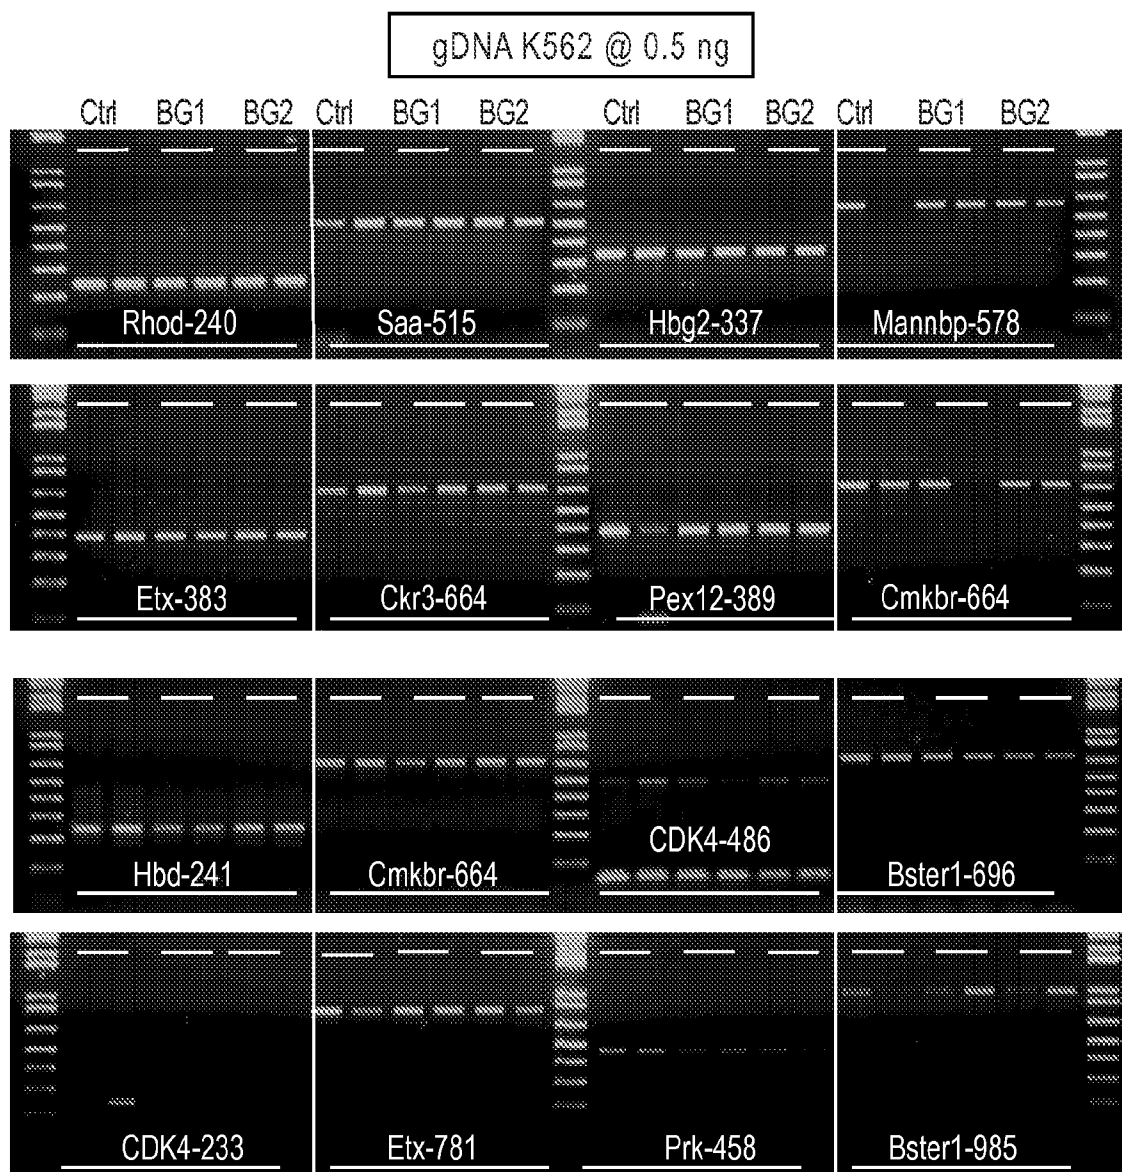 gDNA K562 @ 0.5 ng
Ctrl BG1 BG2 Ctrl BG1 BG2 Ctrl BG1 BG2 Ctrl BG1 BG2
Rhod-240 Saa-515 Hbg2-337 Mannbp-578
Etx-383 Ckr3-664 Pex12-389 Cmkbr-664
Hbd-241 Cmkbr-664 CDK4-486 Bster1-696
CDK4-233 Etx-781 Prk-458 Bster1-985